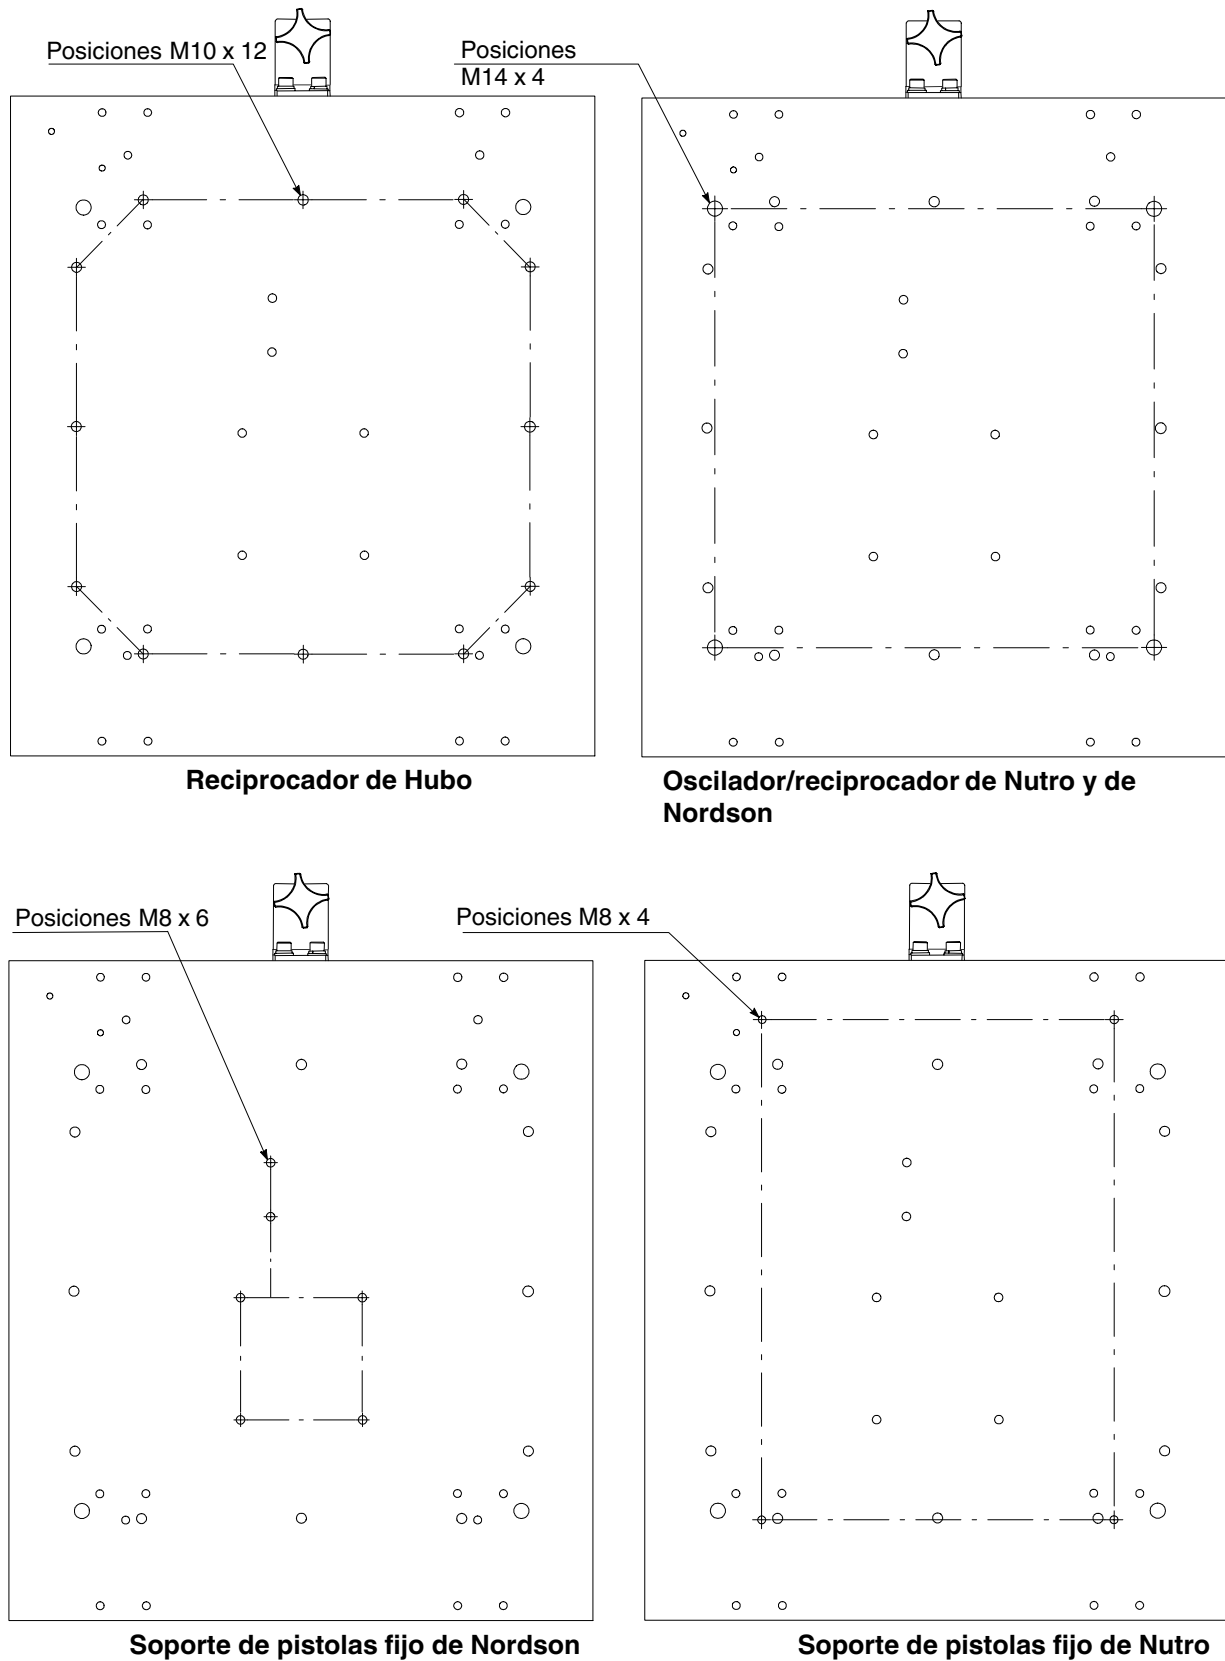 Posiciones M10 x 12
Posiciones
M14 x 4
Reciprocador de Hubo
Oscilador/reciprocador de Nutro y de
Nordson
Posiciones M8 x 6
Posiciones M8 x 4
Soporte de pistolas fijo de Nordson
Soporte de pistolas fijo de Nutro